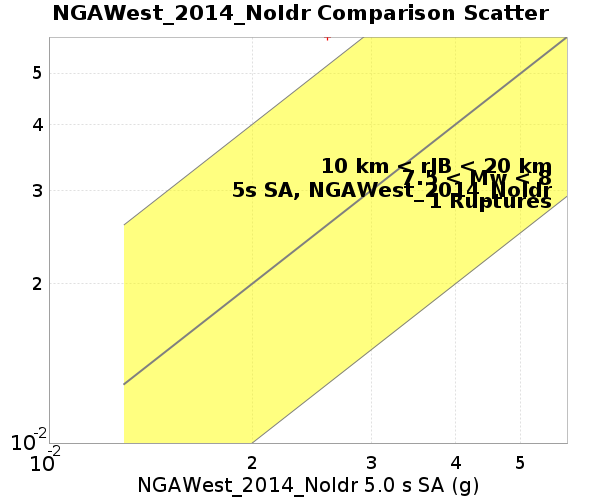 NGAWest_2014_NoIdr Comparison Scatter
5
4
3
2
10-2
10 km < rJB < 20 km
7.5 < Mw < 8
5s SA, NGAWest_2014_NoIdr
1 Ruptures
10-2 2 3 4 5
NGAWest_2014_NoIdr 5.0 s SA (g)